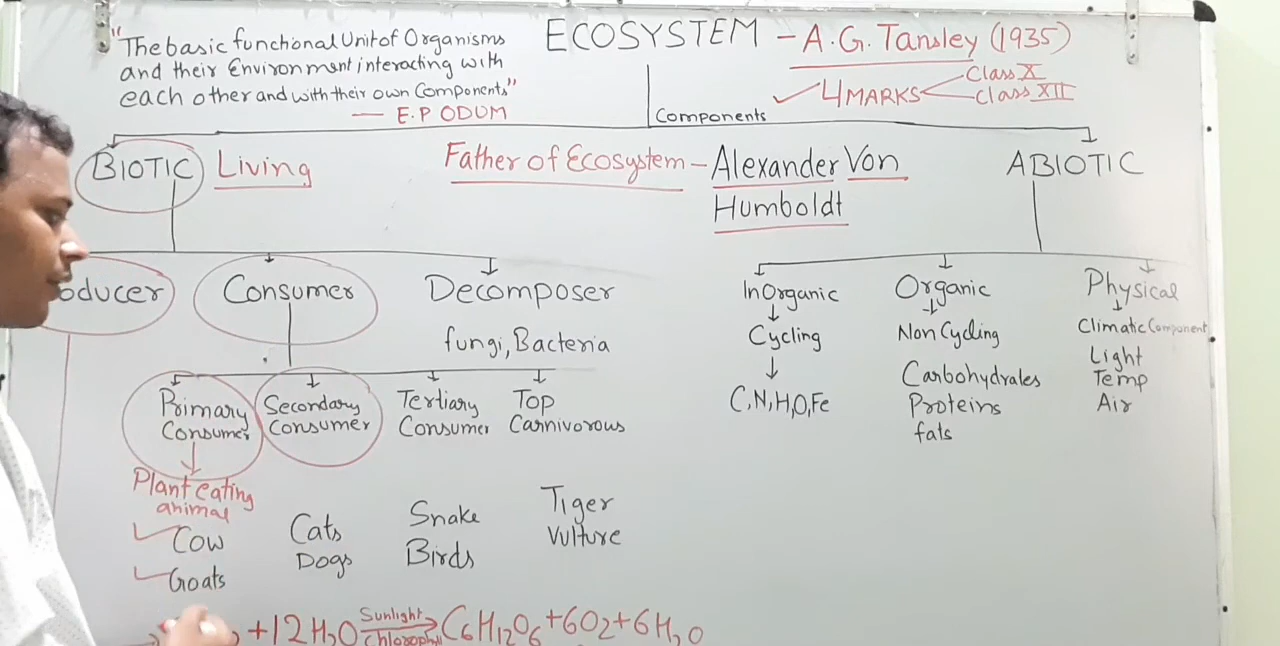 ECOSYSTEM - A.G. Tansley (1935)
"The basic functional Unit of Organisms
and their Environment interacting with
each other and with their own Components"
— E.P ODUM
4 MARKS
Class X
Class XII
Components
BIOTIC Living
Father of Ecosystem - Alexander Von
Humboldt
ABIOTIC
oducer
Consumer
Decomposer
fungi, Bacteria
InOrganic
Cycling
C,N,H,O,Fe
Organic
Non Cycling
Carbohydrales
Proteins
fats
Physical
Climatic Component
Light
Temp
Air
Primary
Consumer
Secondary
Consumer
Tertiary
Consumer
Top
Carnivorous
Plant eating
animal
Cow
Goats
Cats
Dogs
Snake
Birds
Tiger
Vulture
+12H2O Sunlight C6H12O6+6O2+6H2O
Chlorophyll